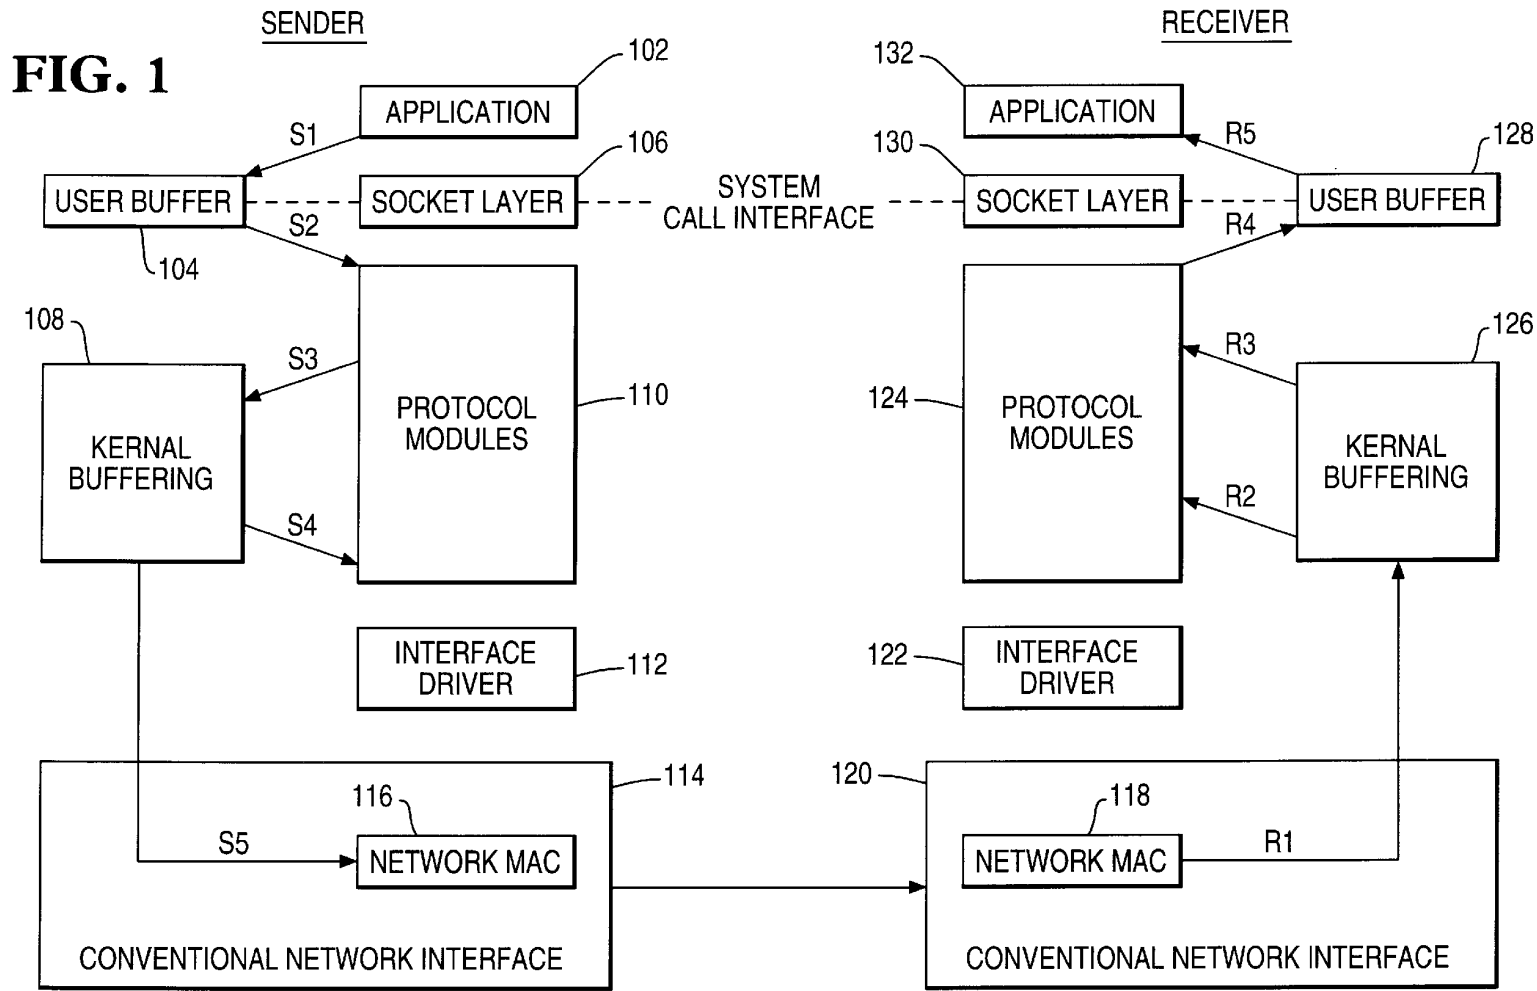 SENDER
RECEIVER
FIG. 1
102
132
APPLICATION
APPLICATION
S1
R5
106
130
128
USER BUFFER
SOCKET LAYER
SYSTEM
CALL INTERFACE
SOCKET LAYER
USER BUFFER
S2
R4
104
108
126
S3
R3
110
124
PROTOCOL
MODULES
PROTOCOL
MODULES
KERNAL
BUFFERING
KERNAL
BUFFERING
S4
R2
INTERFACE
DRIVER
112
122
INTERFACE
DRIVER
114
120
116
118
S5
NETWORK MAC
NETWORK MAC
R1
CONVENTIONAL NETWORK INTERFACE
CONVENTIONAL NETWORK INTERFACE